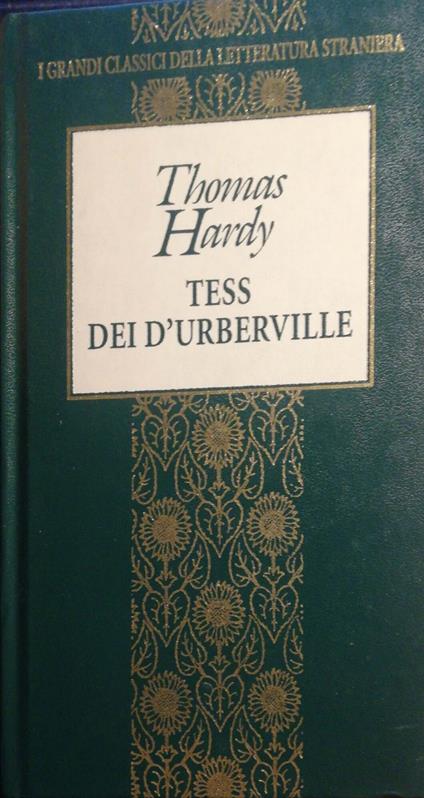 I GRANDI CLASSICI DELLA LETTERATURA STRANIERA
Thomas
Hardy
TESS
DEI D'URBERVILLE